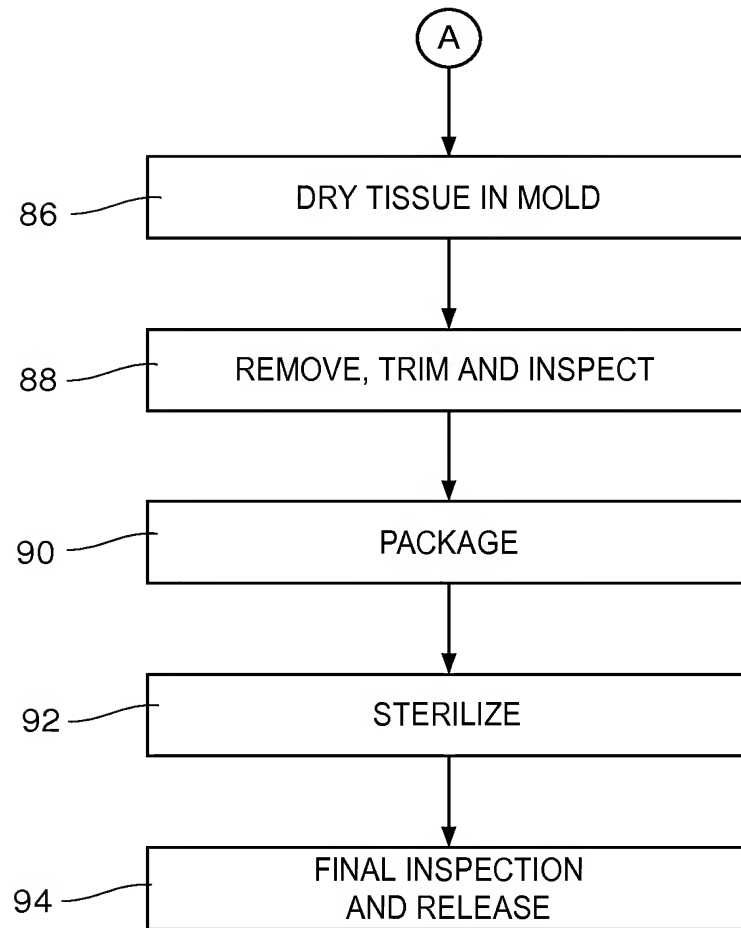 A
86
DRY TISSUE IN MOLD
88
REMOVE, TRIM AND INSPECT
90
PACKAGE
92
STERILIZE
94
FINAL INSPECTION
AND RELEASE